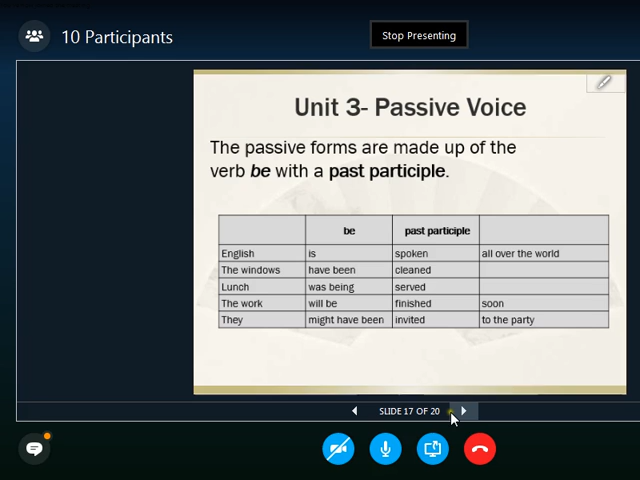 10 Participants
Stop Presenting
Unit 3- Passive Voice
The passive forms are made up of the
verb be with a past participle.
be past participle
English is spoken all over the world
The windows have been cleaned
Lunch was being served
The work will be finished soon
They might have been invited to the party
SLIDE 17 OF 20